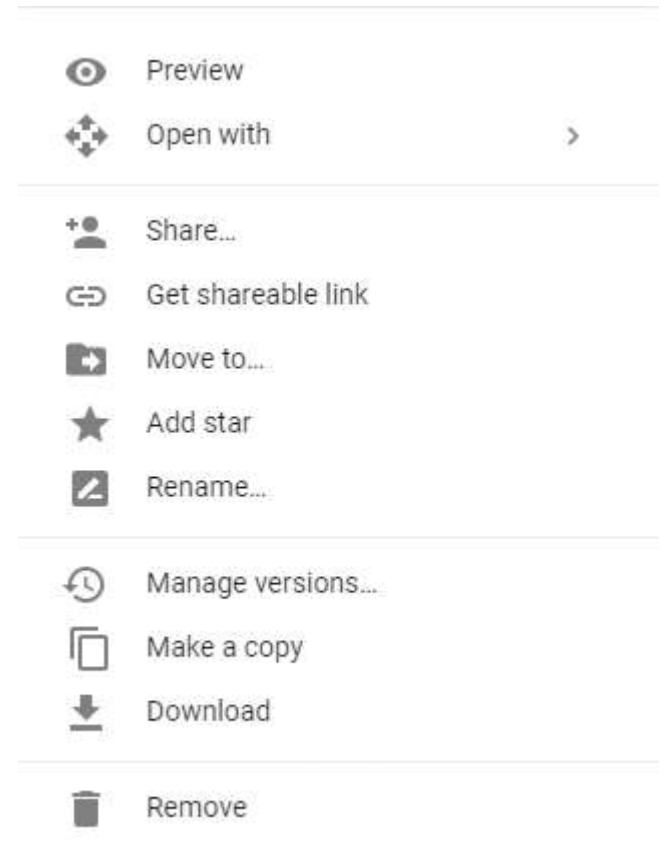 Preview
Open with
Share…
Get shareable link
Move to…
Add star
Rename…
Manage versions…
Make a copy
Download
Remove